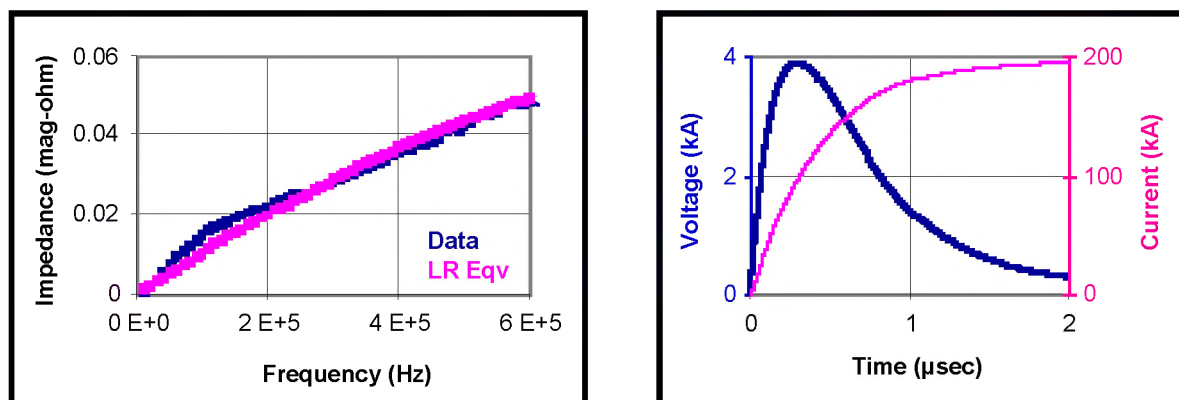 Impedance (mag-ohm)
0.06
0.04
0.02
0
0 E+0
2 E+5
4 E+5
6 E+5
Frequency (Hz)
Data
LR Eqv
Voltage (kA)
4
2
0
200
100
0
Current (kA)
0
1
2
Time (µsec)